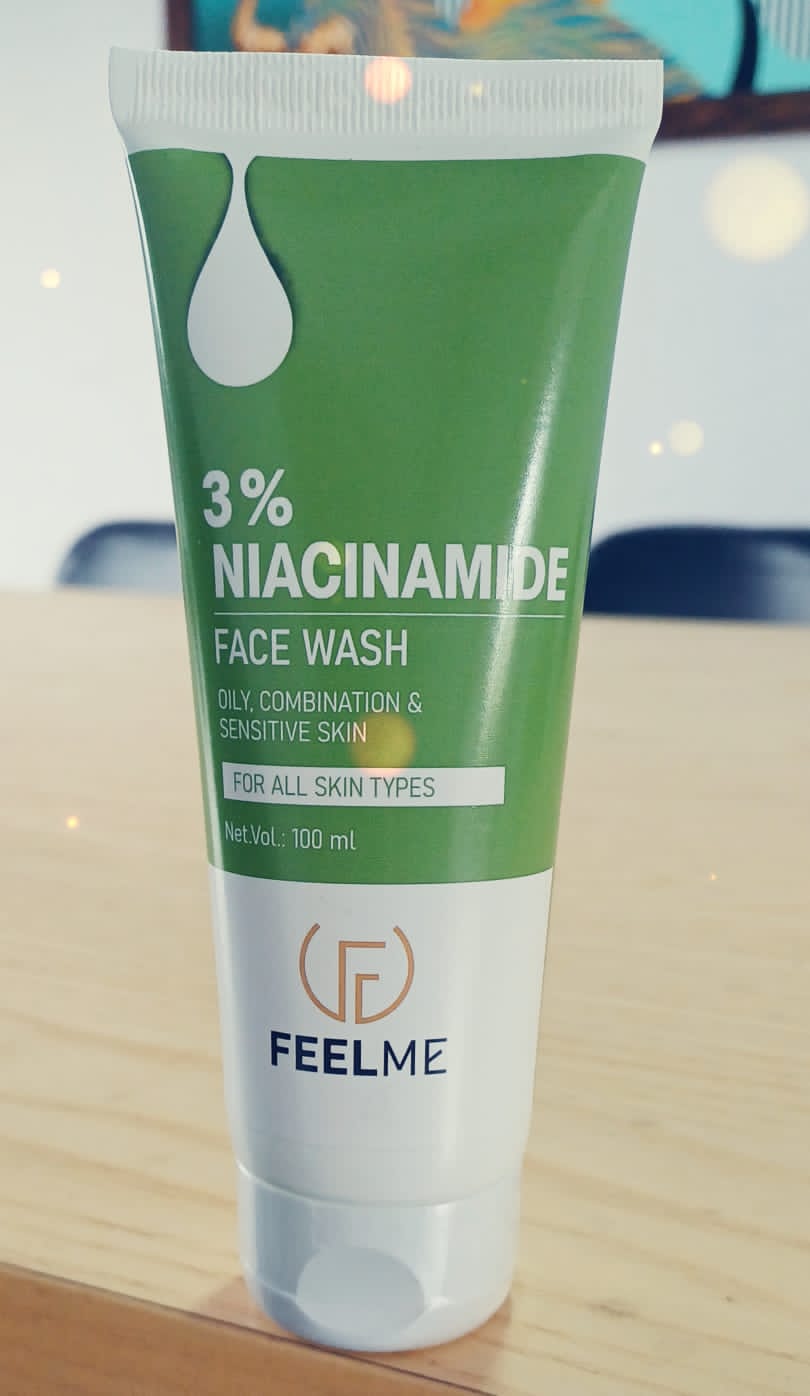 3%
NIACINAMIDE
FACE WASH
OILY, COMBINATION &
SENSITIVE SKIN
FOR ALL SKIN TYPES
Net.Vol.: 100 ml
FEELME